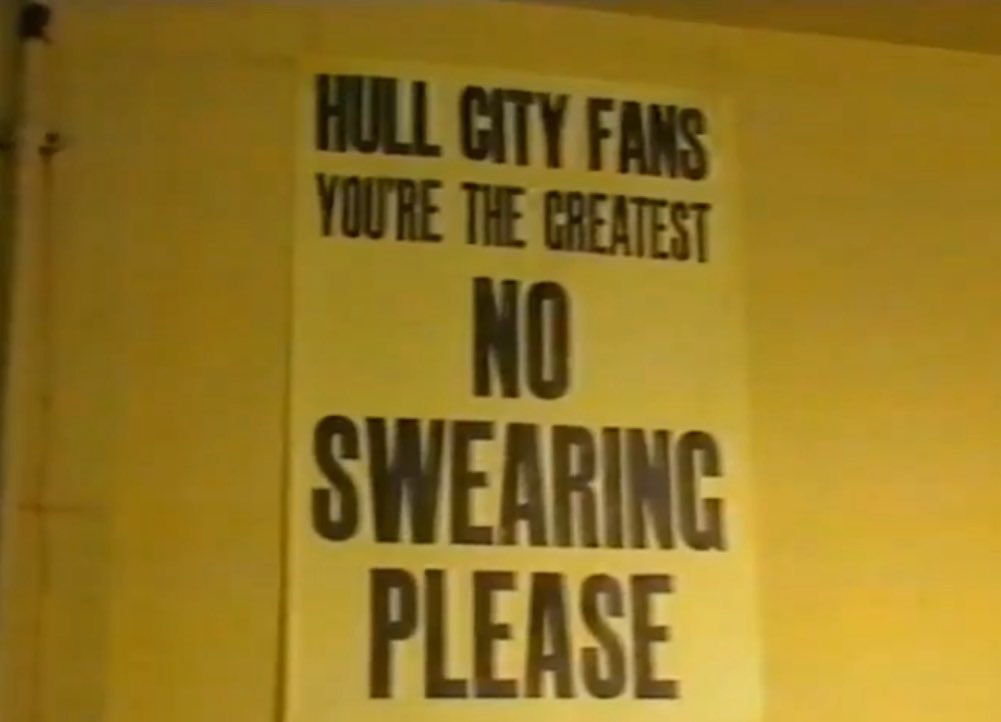 HULL CITY FANS
YOU'RE THE GREATEST
NO
SWEARING
PLEASE